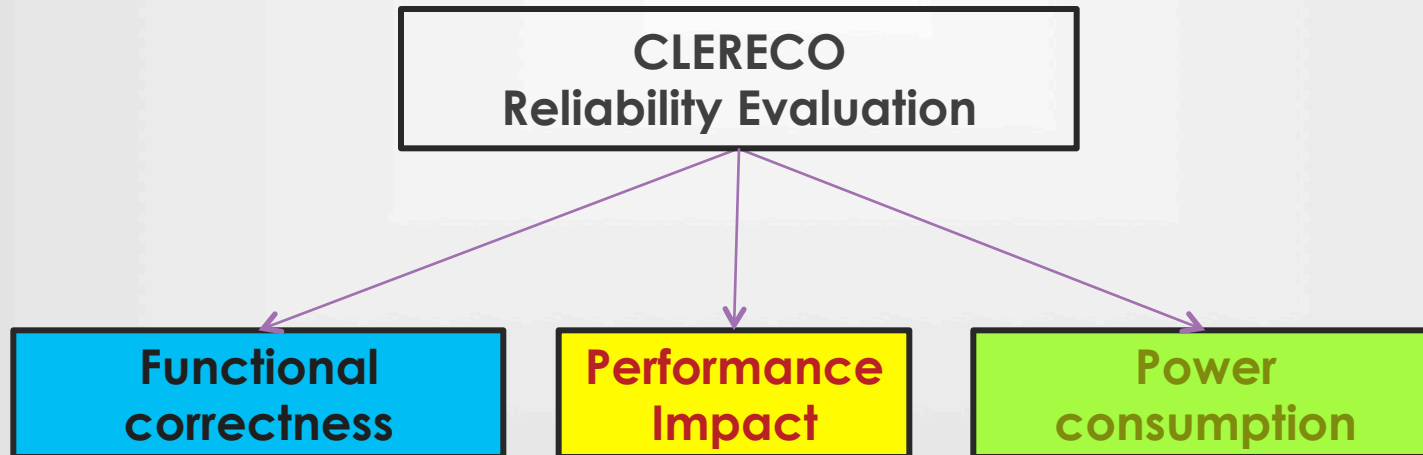 CLERECO
Reliability Evaluation
Functional
correctness
Performance
Impact
Power
consumption